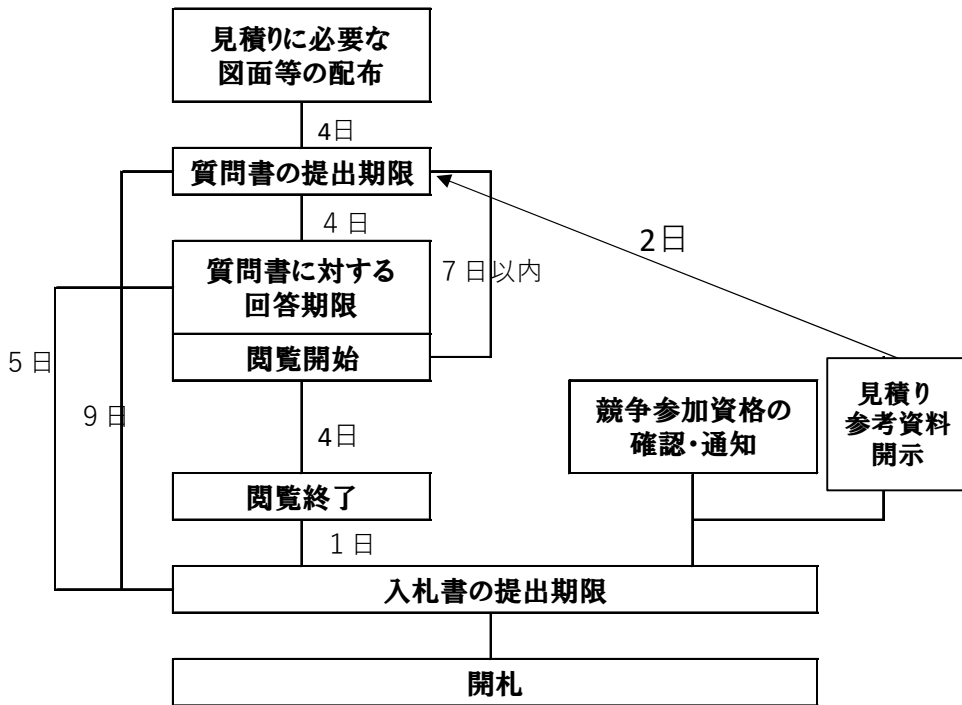 見積りに必要な
図面等の配布
4日
質問書の提出期限
4 日
2日
質問書に対する
回答期限
7 日以内
閲覧開始
5 日
9 日
4日
競争参加資格の
確認・通知
見積り
参考資料
開示
閲覧終了
1 日
入札書の提出期限
開札